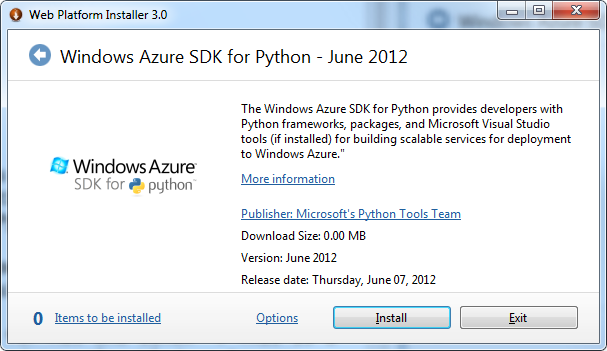 Web Platform Installer 3.0
Windows Azure SDK for Python - June 2012
The Windows Azure SDK for Python provides developers with
Python frameworks, packages, and Microsoft Visual Studio
tools (if installed) for building scalable services for deployment
to Windows Azure."
Windows Azure
SDK for python
More information
Publisher: Microsoft's Python Tools Team
Download Size: 0.00 MB
Version: June 2012
Release date: Thursday, June 07, 2012
0 Items to be installed Options Install Exit